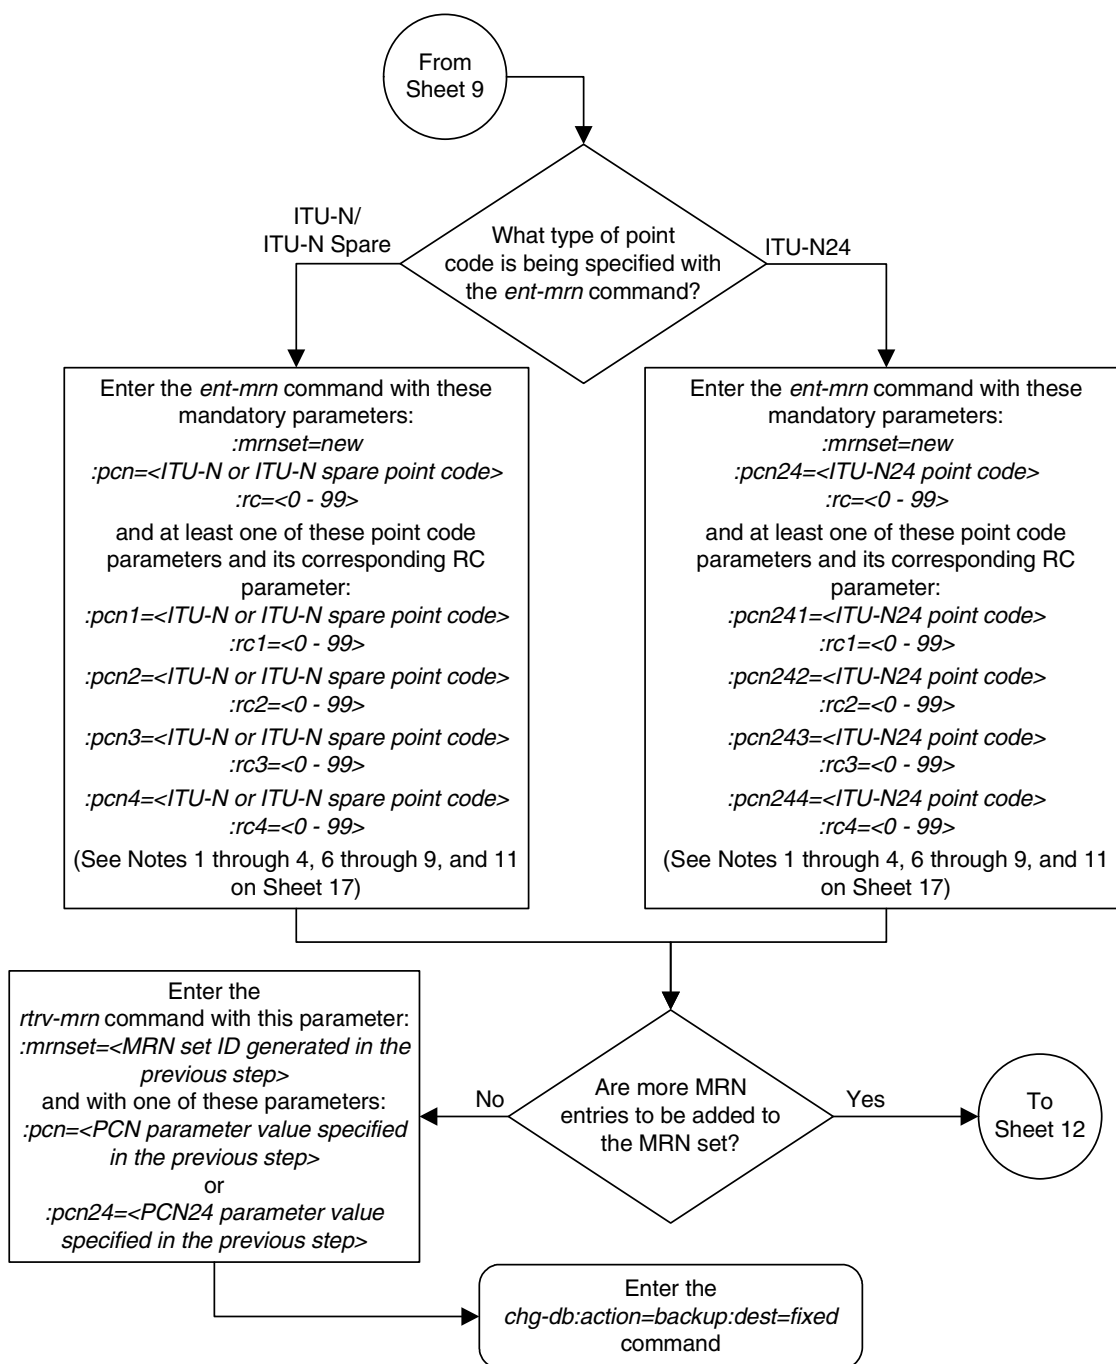 From
Sheet 9
What type of point
code is being specified with
the ent-mrn command?
ITU-N/
ITU-N Spare
ITU-N24
Enter the ent-mrn command with these
mandatory parameters:
:mrnset=new
:pcn=<ITU-N or ITU-N spare point code>
:rc=<0 - 99>
and at least one of these point code
parameters and its corresponding RC
parameter:
:pcn1=<ITU-N or ITU-N spare point code>
:rc1=<0 - 99>
:pcn2=<ITU-N or ITU-N spare point code>
:rc2=<0 - 99>
:pcn3=<ITU-N or ITU-N spare point code>
:rc3=<0 - 99>
:pcn4=<ITU-N or ITU-N spare point code>
:rc4=<0 - 99>
(See Notes 1 through 4, 6 through 9, and 11
on Sheet 17)
Enter the ent-mrn command with these
mandatory parameters:
:mrnset=new
:pcn24=<ITU-N24 point code>
:rc=<0 - 99>
and at least one of these point code
parameters and its corresponding RC
parameter:
:pcn241=<ITU-N24 point code>
:rc1=<0 - 99>
:pcn242=<ITU-N24 point code>
:rc2=<0 - 99>
:pcn243=<ITU-N24 point code>
:rc3=<0 - 99>
:pcn244=<ITU-N24 point code>
:rc4=<0 - 99>
(See Notes 1 through 4, 6 through 9, and 11
on Sheet 17)
Are more MRN
entries to be added to
the MRN set?
No
Yes
To
Sheet 12
Enter the
rtrv-mrn command with this parameter:
:mrnset=<MRN set ID generated in the
previous step>
and with one of these parameters:
:pcn=<PCN parameter value specified
in the previous step>
or
:pcn24=<PCN24 parameter value
specified in the previous step>
Enter the
chg-db:action=backup:dest=fixed
command